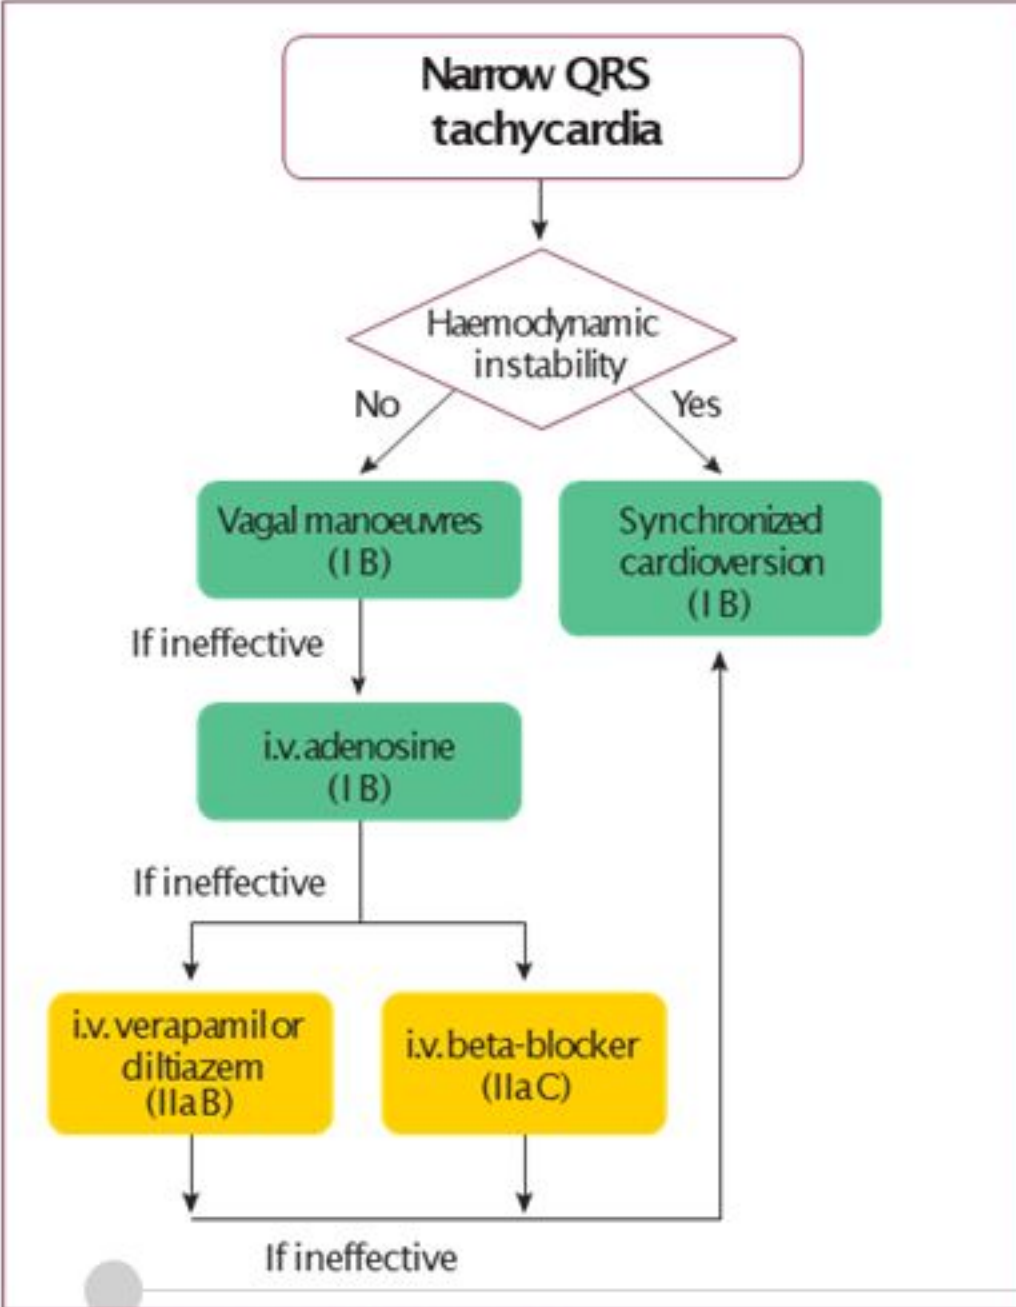 Narrow QRS
tachycardia
Haemodynamic
instability
No
Yes
Vagal manoeuvres
(I B)
Synchronized
cardioversion
(I B)
If ineffective
i.v. adenosine
(I B)
If ineffective
i.v. verapamil or
diltiazem
(IIa B)
i.v. beta-blocker
(IIa C)
If ineffective